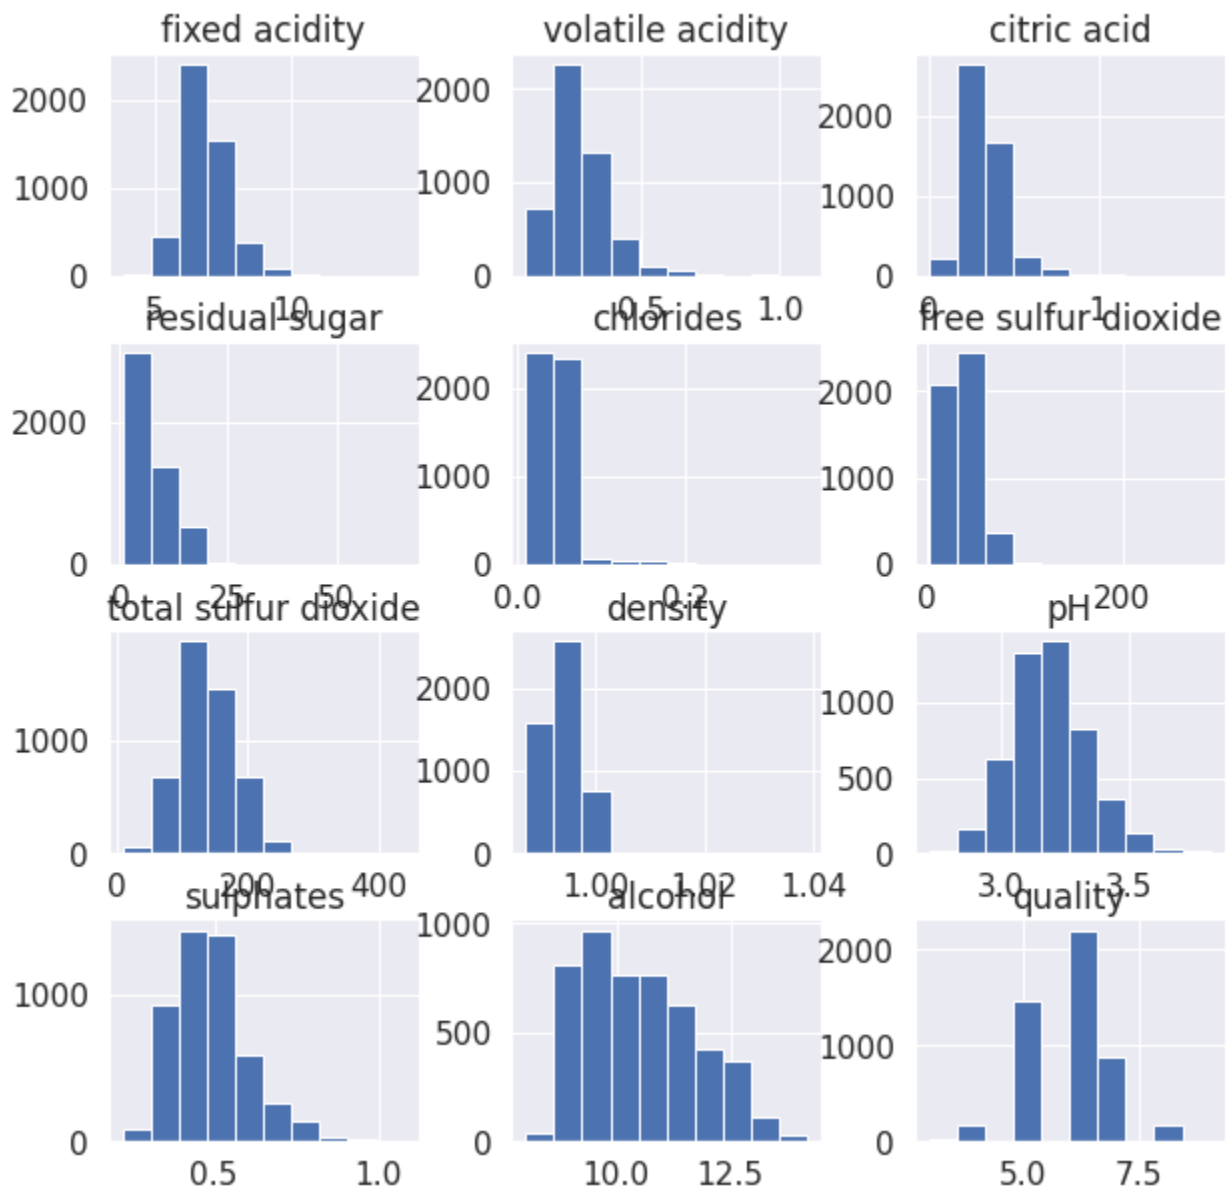 fixed acidity volatile acidity citric acid
2000 2000 2000
1000 1000 1000
0 0 0
5 10 0.5 1.0 0 1
residual sugar chlorides free sulfur dioxide
2000 2000 2000
1000 1000
0 0 0
0 25 50 0.0 0.2 0 200
total sulfur dioxide density pH
2000 1000
1000 1000 500
0 0 0
0 200 400 1.00 1.02 1.04 3.0 3.5
sulphates alcohol quality
1000 2000
1000 500 1000
0 0 0
0.5 1.0 10.0 12.5 5.0 7.5